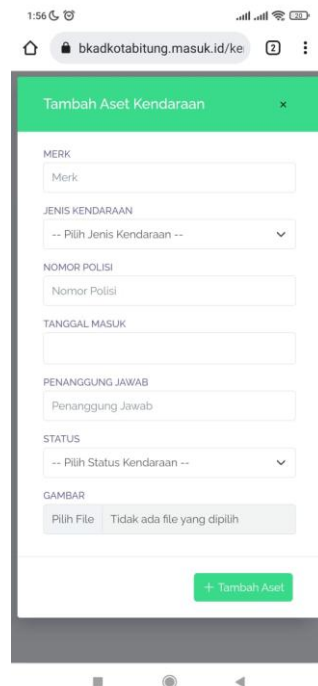 1:56
20
bkadkotabitung.masuk.id/ke
2
Tambah Aset Kendaraan ×
MERK
Merk
JENIS KENDARAAN
-- Pilih Jenis Kendaraan --
NOMOR POLISI
Nomor Polisi
TANGGAL MASUK
PENANGGUNG JAWAB
Penanggung Jawab
STATUS
-- Pilih Status Kendaraan --
GAMBAR
Pilih File Tidak ada file yang dipilih
+ Tambah Aset